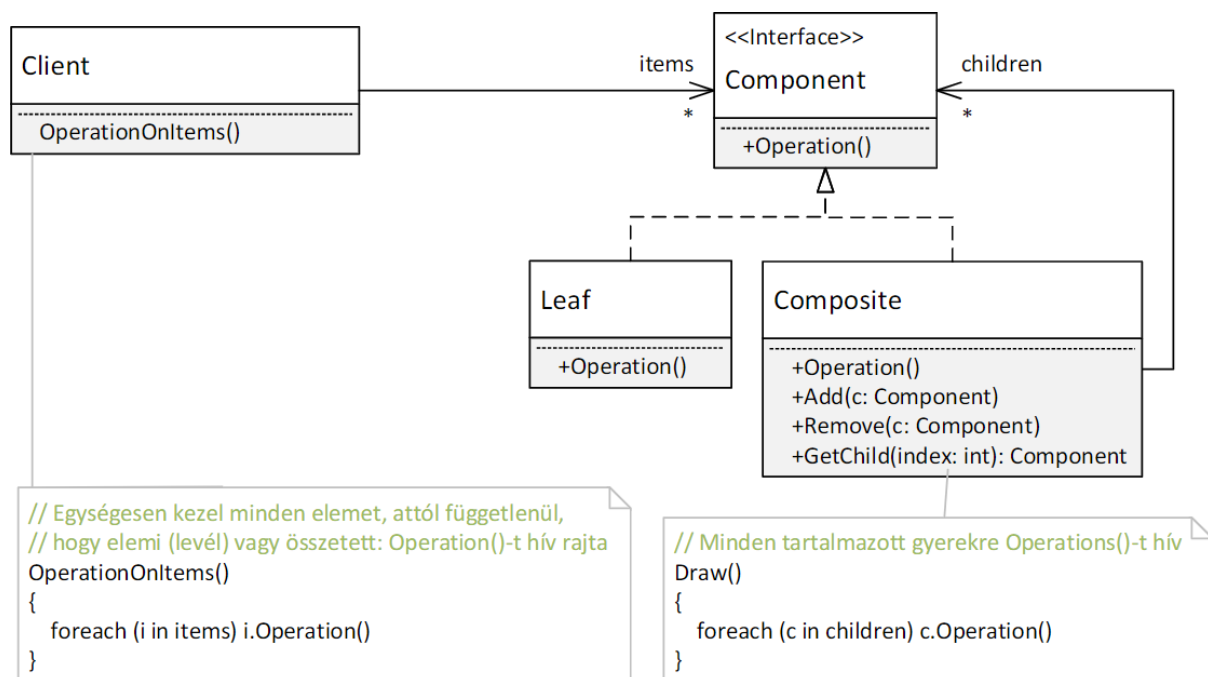 Client
OperationOnItems()
items
*
<<Interface>>
Component
+Operation()
children
*
Leaf
+Operation()
Composite
+Operation()
+Add(c: Component)
+Remove(c: Component)
+GetChild(index: int): Component
// Egységesen kezel minden elemet, attól függetlenül,
// hogy elemi (levél) vagy összetett: Operation()-t hív rajta
OperationOnItems()
{
foreach (i in items) i.Operation()
}
// Minden tartalmazott gyerekre Operations()-t hív
Draw()
{
foreach (c in children) c.Operation()
}